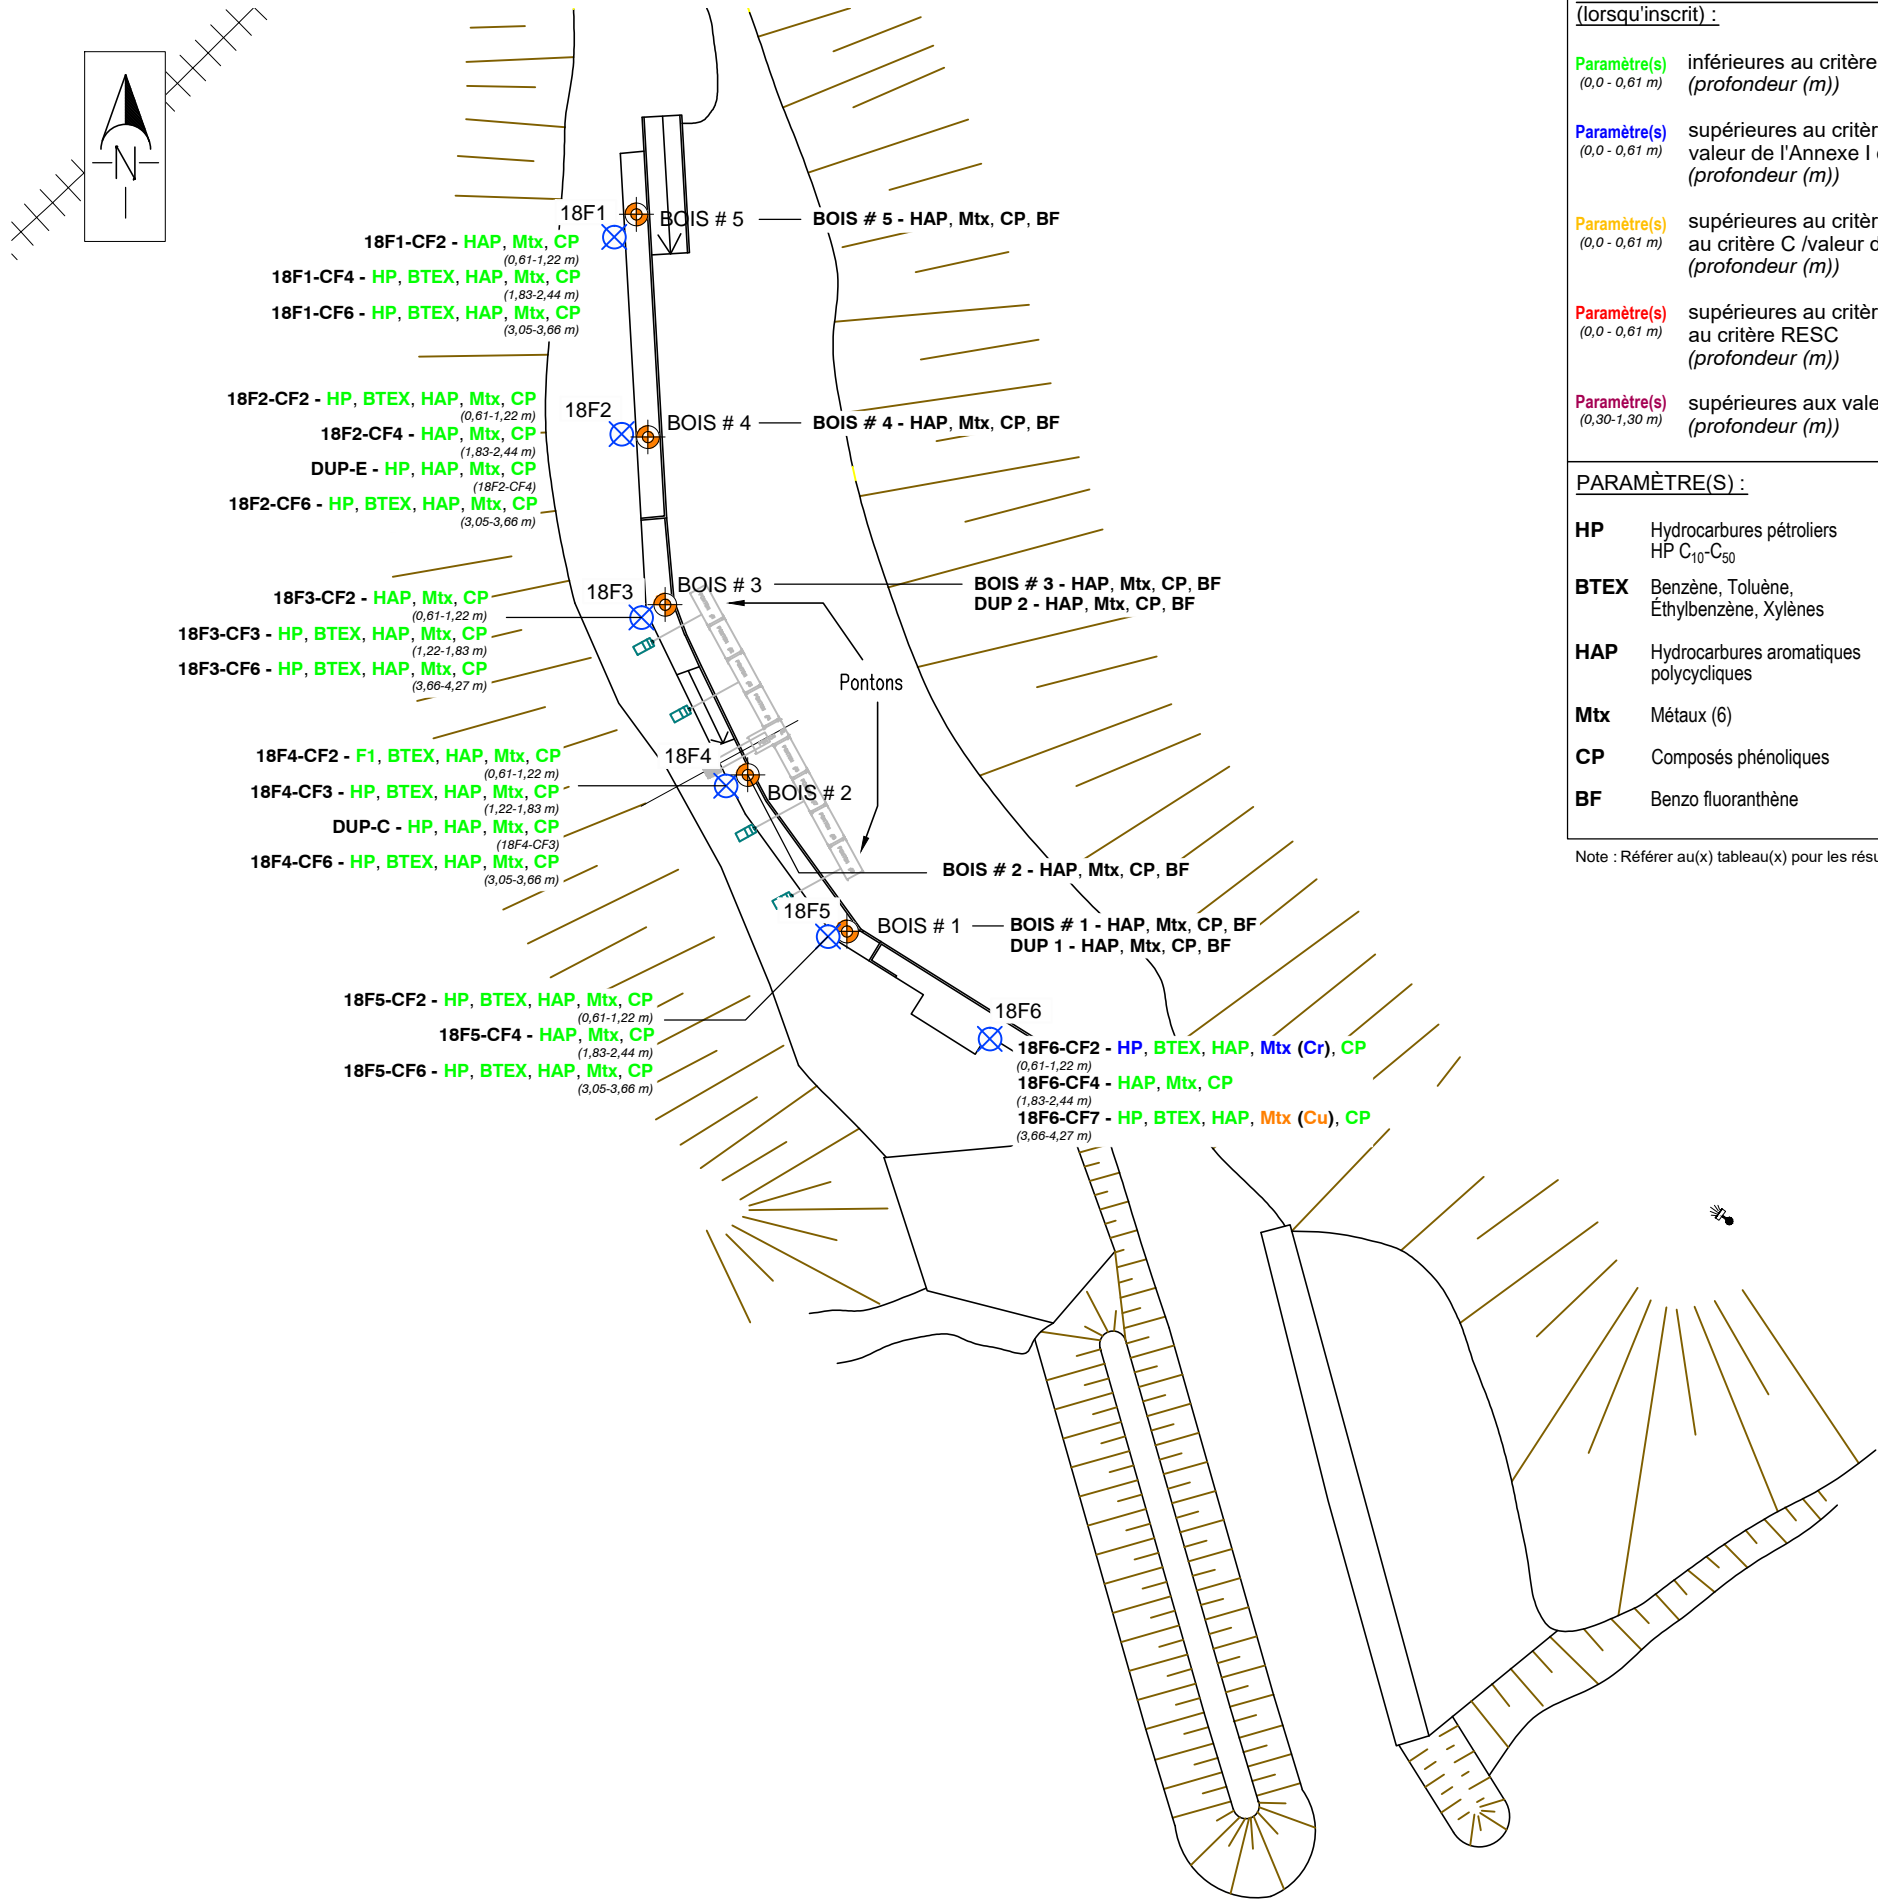 N
18F1
BOIS # 5
BOIS # 5 - HAP, Mtx, CP, BF
18F1-CF2 - HAP, Mtx, CP
(0,61-1,22 m)
18F1-CF4 - HP, BTEX, HAP, Mtx, CP
(1,83-2,44 m)
18F1-CF6 - HP, BTEX, HAP, Mtx, CP
(3,05-3,66 m)
18F2
BOIS # 4
BOIS # 4 - HAP, Mtx, CP, BF
18F2-CF2 - HP, BTEX, HAP, Mtx, CP
(0,61-1,22 m)
18F2-CF4 - HAP, Mtx, CP
(1,83-2,44 m)
DUP-E - HP, HAP, Mtx, CP
(18F2-CF4)
18F2-CF6 - HP, BTEX, HAP, Mtx, CP
(3,05-3,66 m)
18F3
BOIS # 3
BOIS # 3 - HAP, Mtx, CP, BF
DUP 2 - HAP, Mtx, CP, BF
18F3-CF2 - HAP, Mtx, CP
(0,61-1,22 m)
18F3-CF3 - HP, BTEX, HAP, Mtx, CP
(1,22-1,83 m)
18F3-CF6 - HP, BTEX, HAP, Mtx, CP
(3,66-4,27 m)
Pontons
18F4
BOIS # 2
BOIS # 2 - HAP, Mtx, CP, BF
18F4-CF2 - F1, BTEX, HAP, Mtx, CP
(0,61-1,22 m)
18F4-CF3 - HP, BTEX, HAP, Mtx, CP
(1,22-1,83 m)
DUP-C - HP, HAP, Mtx, CP
(18F4-CF3)
18F4-CF6 - HP, BTEX, HAP, Mtx, CP
(3,05-3,66 m)
18F5
BOIS # 1
BOIS # 1 - HAP, Mtx, CP, BF
DUP 1 - HAP, Mtx, CP, BF
18F5-CF2 - HP, BTEX, HAP, Mtx, CP
(0,61-1,22 m)
18F5-CF4 - HAP, Mtx, CP
(1,83-2,44 m)
18F5-CF6 - HP, BTEX, HAP, Mtx, CP
(3,05-3,66 m)
18F6
18F6-CF2 - HP, BTEX, HAP, Mtx (Cr), CP
(0,61-1,22 m)
18F6-CF4 - HAP, Mtx, CP
(1,83-2,44 m)
18F6-CF7 - HP, BTEX, HAP, Mtx (Cu), CP
(3,66-4,27 m)
(lorsqu'inscrit) :
Paramètre(s) inférieures au critère
(0,0 - 0,61 m) (profondeur (m))
Paramètre(s) supérieures au critè
(0,0 - 0,61 m) valeur de l'Annexe I
(profondeur (m))
Paramètre(s) supérieures au critè
(0,0 - 0,61 m) au critère C /valeur
(profondeur (m))
Paramètre(s) supérieures au critè
(0,0 - 0,61 m) au critère RESC
(profondeur (m))
Paramètre(s) supérieures aux vale
(0,30-1,30 m) (profondeur (m))
PARAMÈTRE(S) :
HP Hydrocarbures pétroliers
HP C10-C50
BTEX Benzène, Toluène,
Éthylbenzène, Xylènes
HAP Hydrocarbures aromatiques
polycycliques
Mtx Métaux (6)
CP Composés phénoliques
BF Benzo fluoranthène
Note : Référer au(x) tableau(x) pour les résu